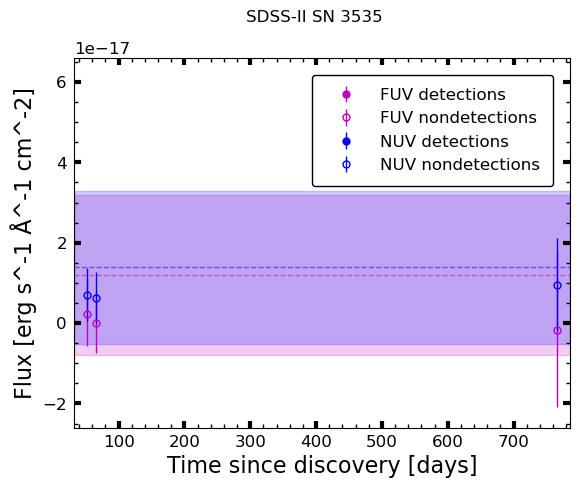 SDSS-II SN 3535
1e−17
FUV detections
FUV nondetections
NUV detections
NUV nondetections
6
4
2
0
−2
Flux [erg s^-1 Å^-1 cm^-2]
100 200 300 400 500 600 700
Time since discovery [days]